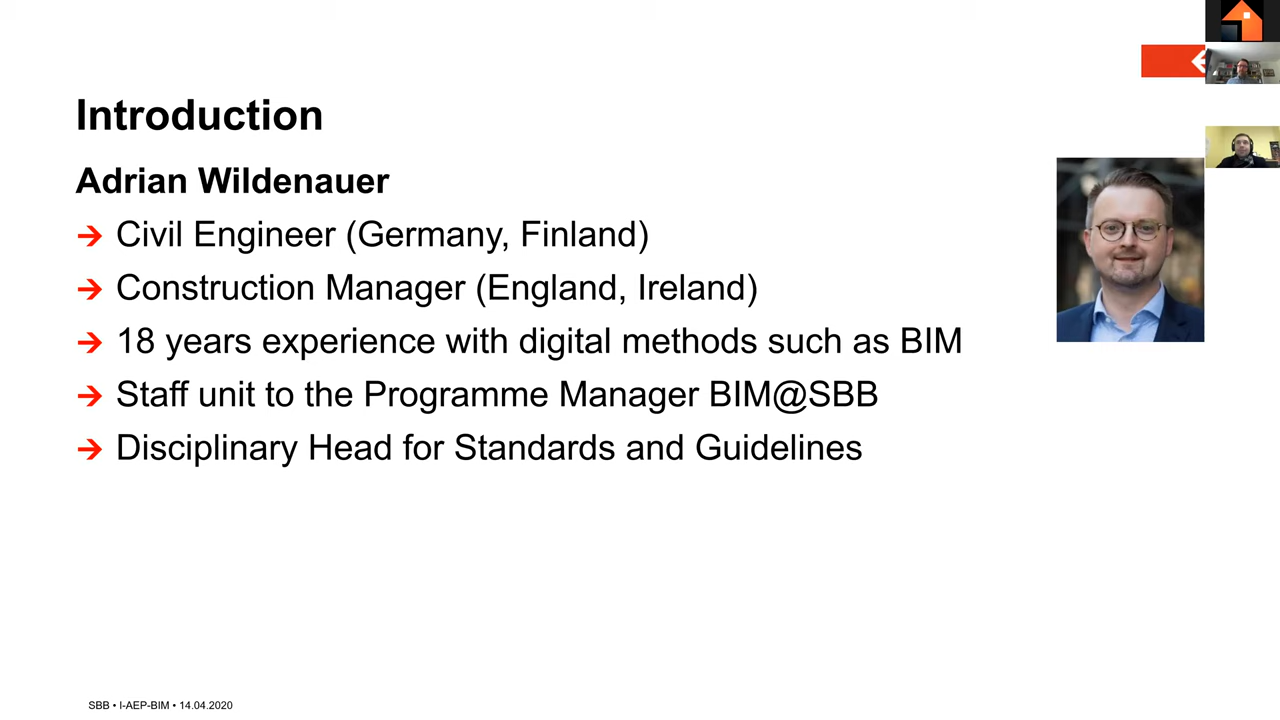 Introduction
Adrian Wildenauer
→ Civil Engineer (Germany, Finland)
→ Construction Manager (England, Ireland)
→ 18 years experience with digital methods such as BIM
→ Staff unit to the Programme Manager BIM@SBB
→ Disciplinary Head for Standards and Guidelines
SBB • I-AEP-BIM • 14.04.2020